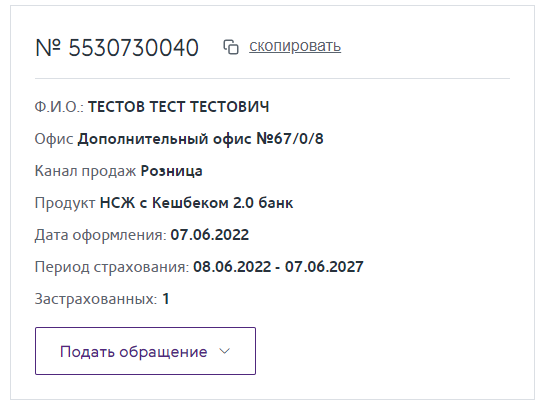 № 5530730040 скопировать
Ф.И.О.: ТЕСТОВ ТЕСТ ТЕСТОВИЧ
Офис Дополнительный офис №67/0/8
Канал продаж Розница
Продукт НСЖ с Кешбеком 2.0 банк
Дата оформления: 07.06.2022
Период страхования: 08.06.2022 - 07.06.2027
Застрахованных: 1
Подать обращение